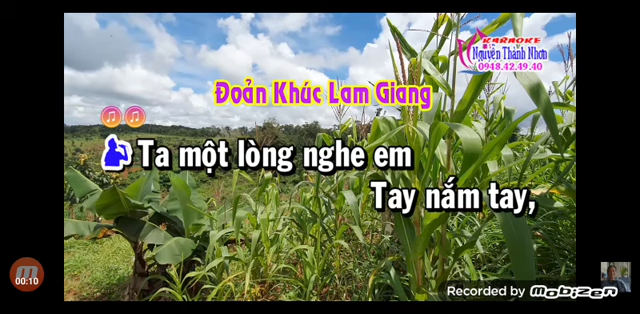 KARAOKE
Nguyễn Thành Nhơn
0948.42.49.40
Đoản Khúc Lam Giang
Ta một lòng nghe em
Tay nắm tay,
00:10
Recorded by MOBIZEN